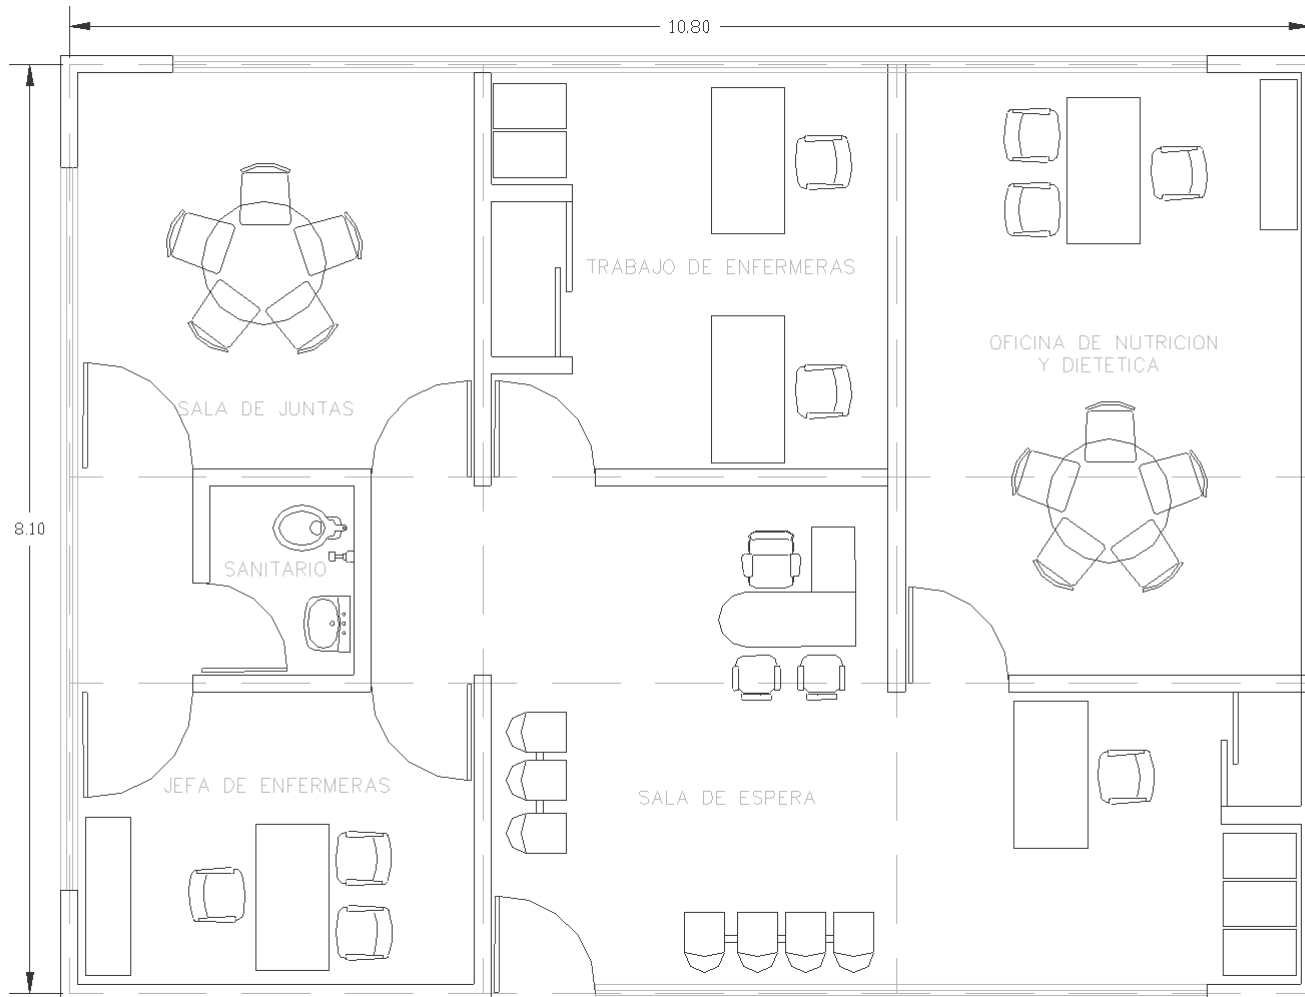 10.80
TRABAJO DE ENFERMERAS
OFICINA DE NUTRICION
Y DIETETICA
SALA DE JUNTAS
8.10
SANITARIO
JEFA DE ENFERMERAS
SALA DE ESPERA